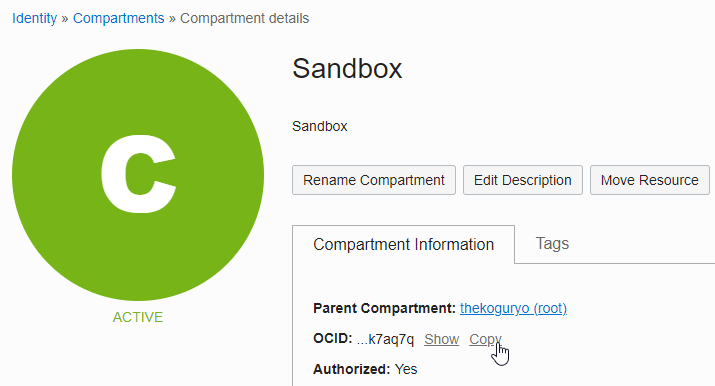 Identity » Compartments » Compartment details
C
ACTIVE
Sandbox
Sandbox
Rename Compartment Edit Description Move Resource
Compartment Information Tags
Parent Compartment: thekoguryo (root)
OCID: ...k7aq7q Show Copy
Authorized: Yes